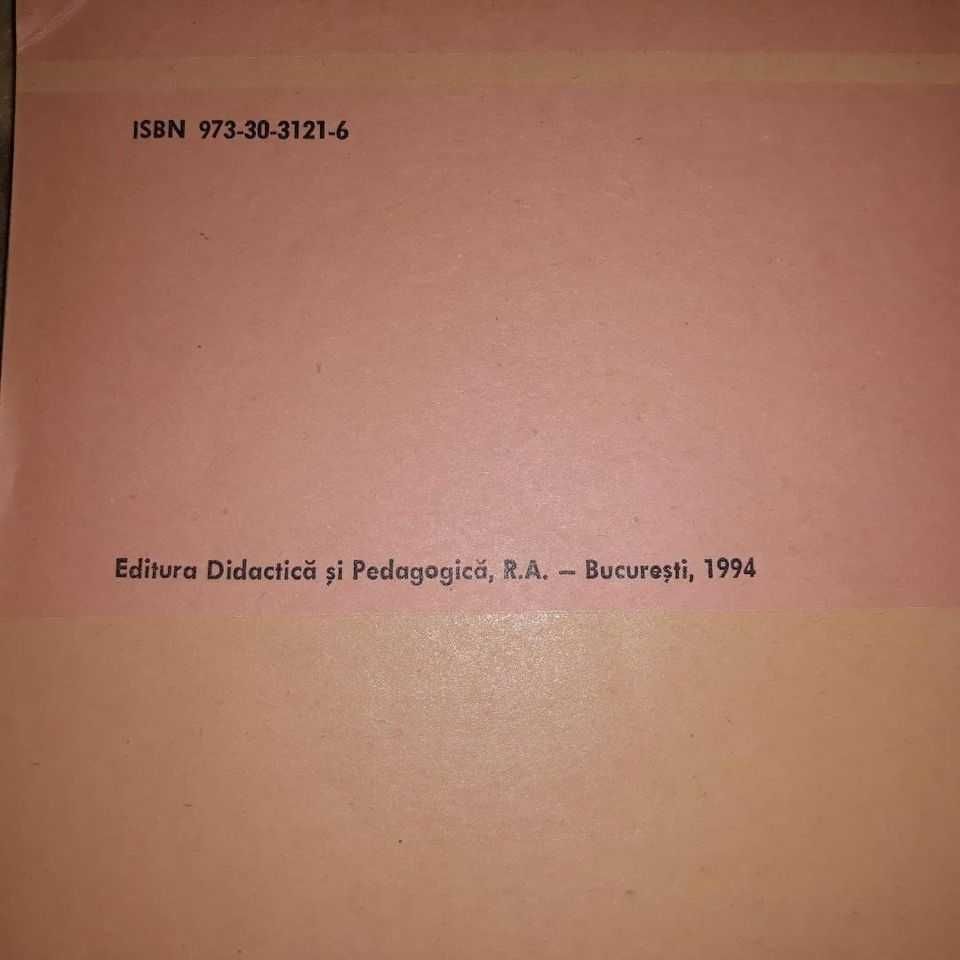 ISBN 973-30-3121-6
Editura Didactică și Pedagogică, R.A. — București, 1994